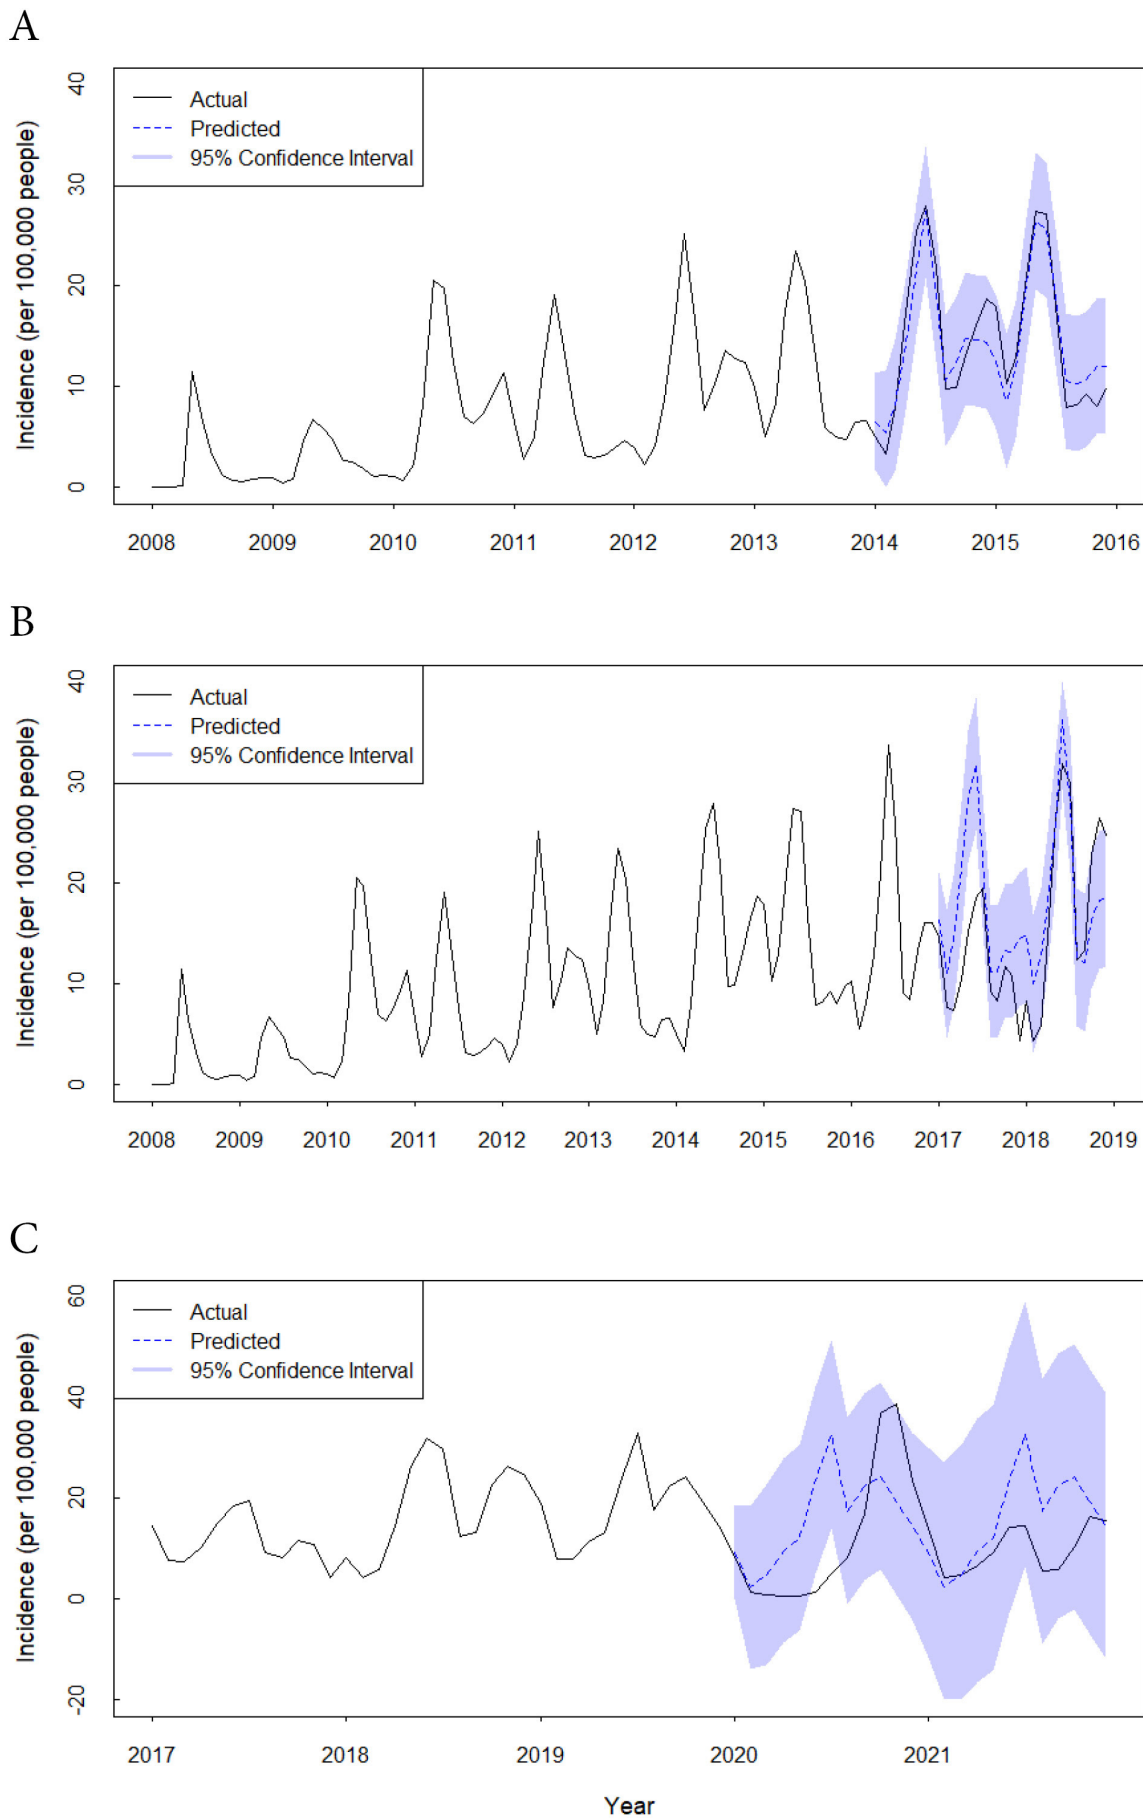 A
Incidence (per 100,000 people)
40
30
20
10
0
Actual
Predicted
95% Confidence Interval
2008 2009 2010 2011 2012 2013 2014 2015 2016
B
Incidence (per 100,000 people)
40
30
20
10
0
Actual
Predicted
95% Confidence Interval
2008 2009 2010 2011 2012 2013 2014 2015 2016 2017 2018 2019
C
Incidence (per 100,000 people)
60
40
20
0
-20
Actual
Predicted
95% Confidence Interval
2017 2018 2019 2020 2021
Year